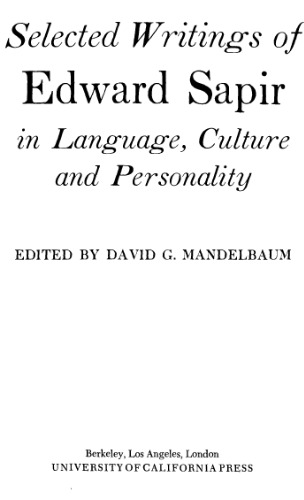 Selected Writings of
Edward Sapir
in Language, Culture
and Personality
EDITED BY DAVID G. MANDELBAUM
Berkeley, Los Angeles, London
UNIVERSITY OF CALIFORNIA PRESS